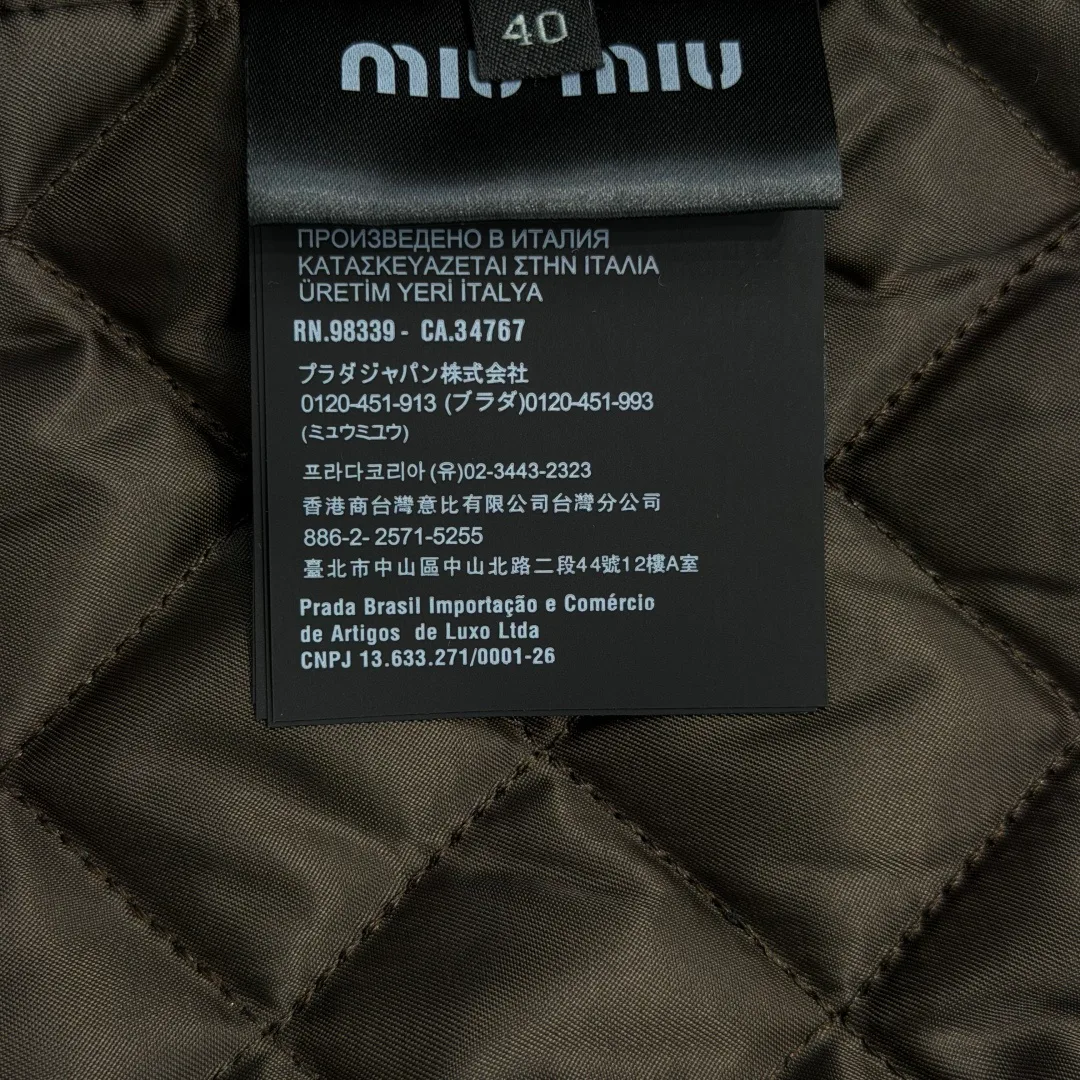 40
miu miu
ПРОИЗВЕДЕНО В ИТАЛИЯ
ΚΑΤΑΣΚΕΥΑΖΕΤΑΙ ΣΤΗΝ ΙΤΑΛΙΑ
ÜRETİM YERİ İTALYA
RN.98339 - CA.34767
プラダジャパン株式会社
0120-451-913 (プラダ)0120-451-993
(ミュウミユウ)
프라다코리아(유)02-3443-2323
香港商台灣意比有限公司台灣分公司
886-2- 2571-5255
臺北市中山區中山北路二段44號12樓A室
Prada Brasil Importação e Comércio
de Artigos de Luxo Ltda
CNPJ 13.633.271/0001-26